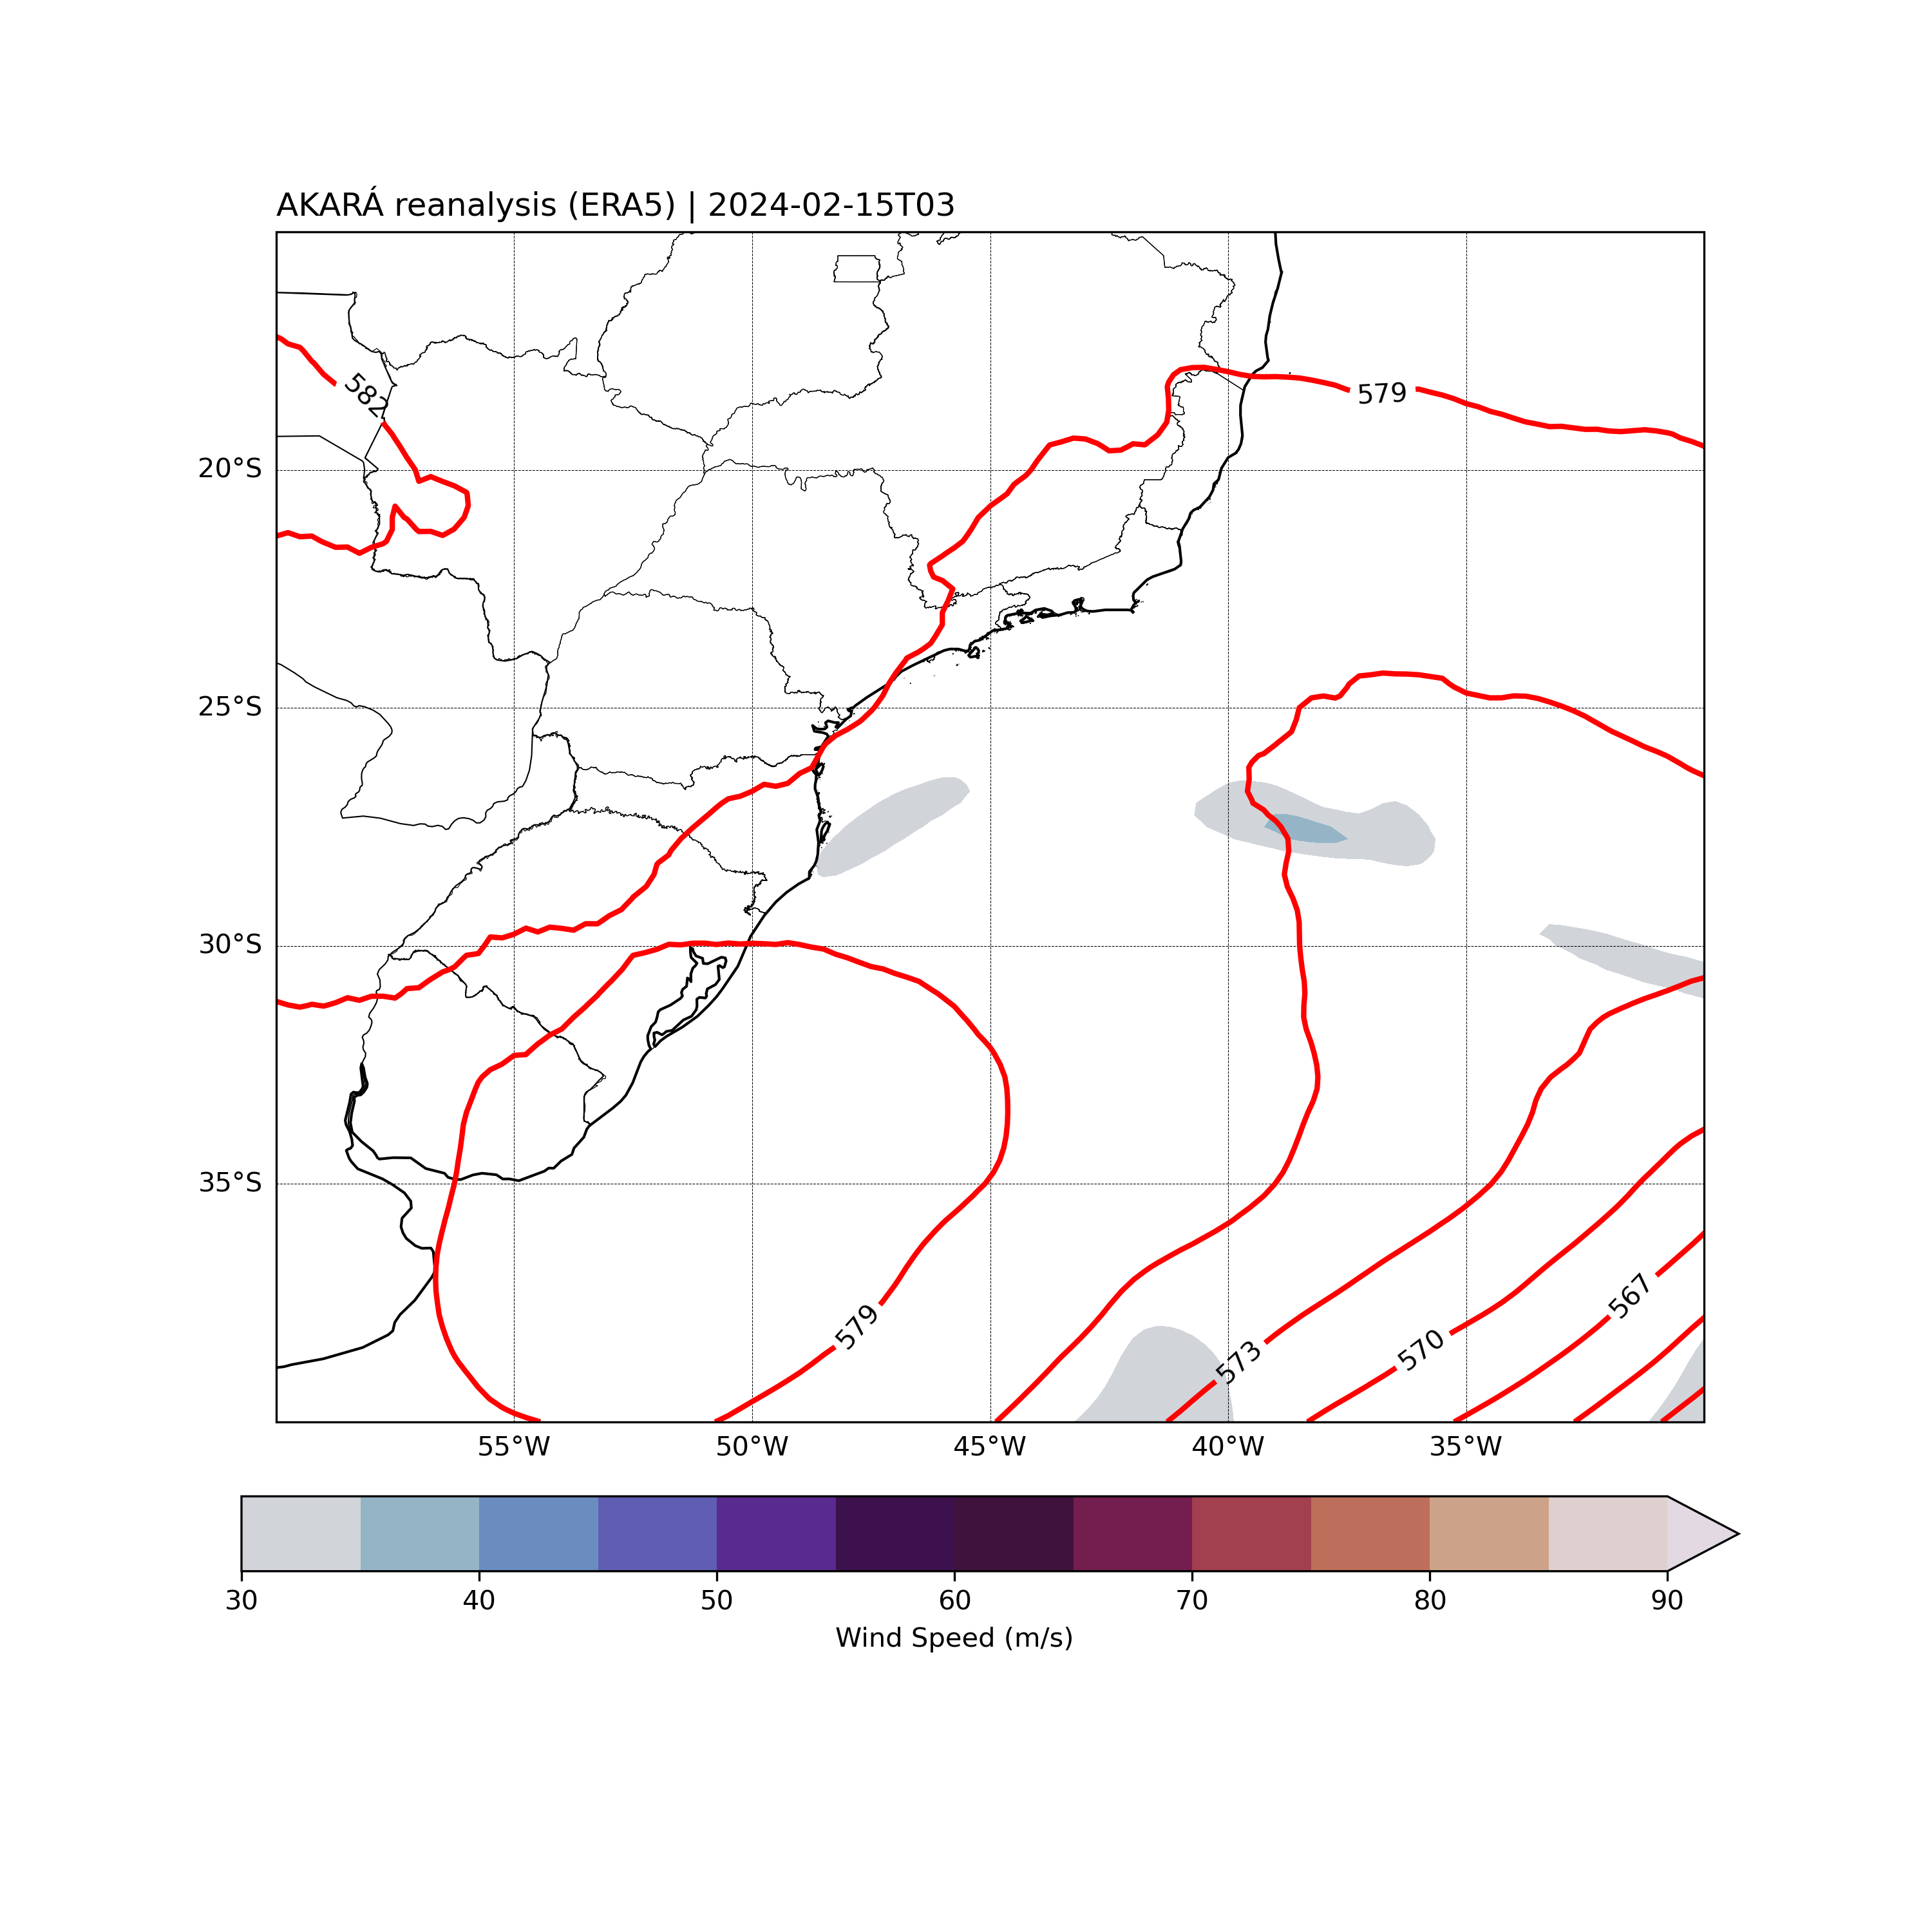 AKARÁ reanalysis (ERA5) | 2024-02-15T03
582
579
20°S
25°S
30°S
35°S
579
573
570
567
55°W 50°W 45°W 40°W 35°W
30 40 50 60 70 80 90
Wind Speed (m/s)